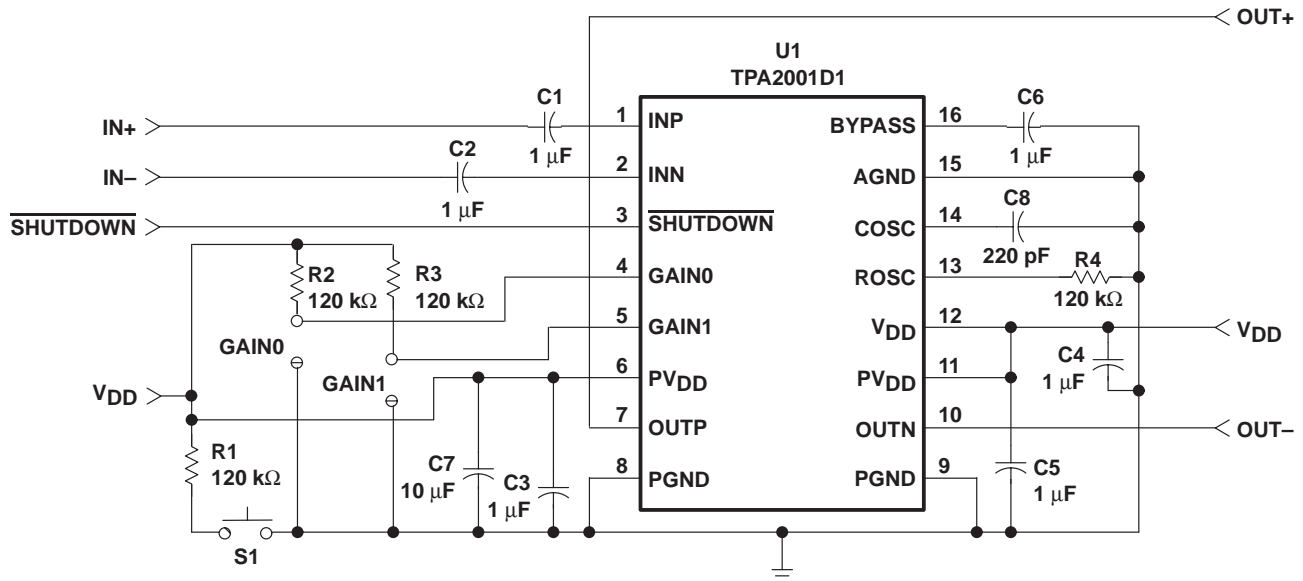 OUT+
U1
TPA2001D1
C1
1 μF
IN+
1
INP
C2
1 μF
IN–
2
INN
SHUTDOWN
3
SHUTDOWN
R2
120 kΩ
R3
120 kΩ
4
GAIN0
5
GAIN1
GAIN0
GAIN1
VDD
6
PVDD
7
OUTP
R1
120 kΩ
C7
10 μF
C3
1 μF
8
PGND
S1
BYPASS
16
C6
1 μF
AGND
15
COSC
14
C8
220 pF
ROSC
13
R4
120 kΩ
VDD
12
VDD
C4
1 μF
PVDD
11
OUTN
10
OUT–
PGND
9
C5
1 μF